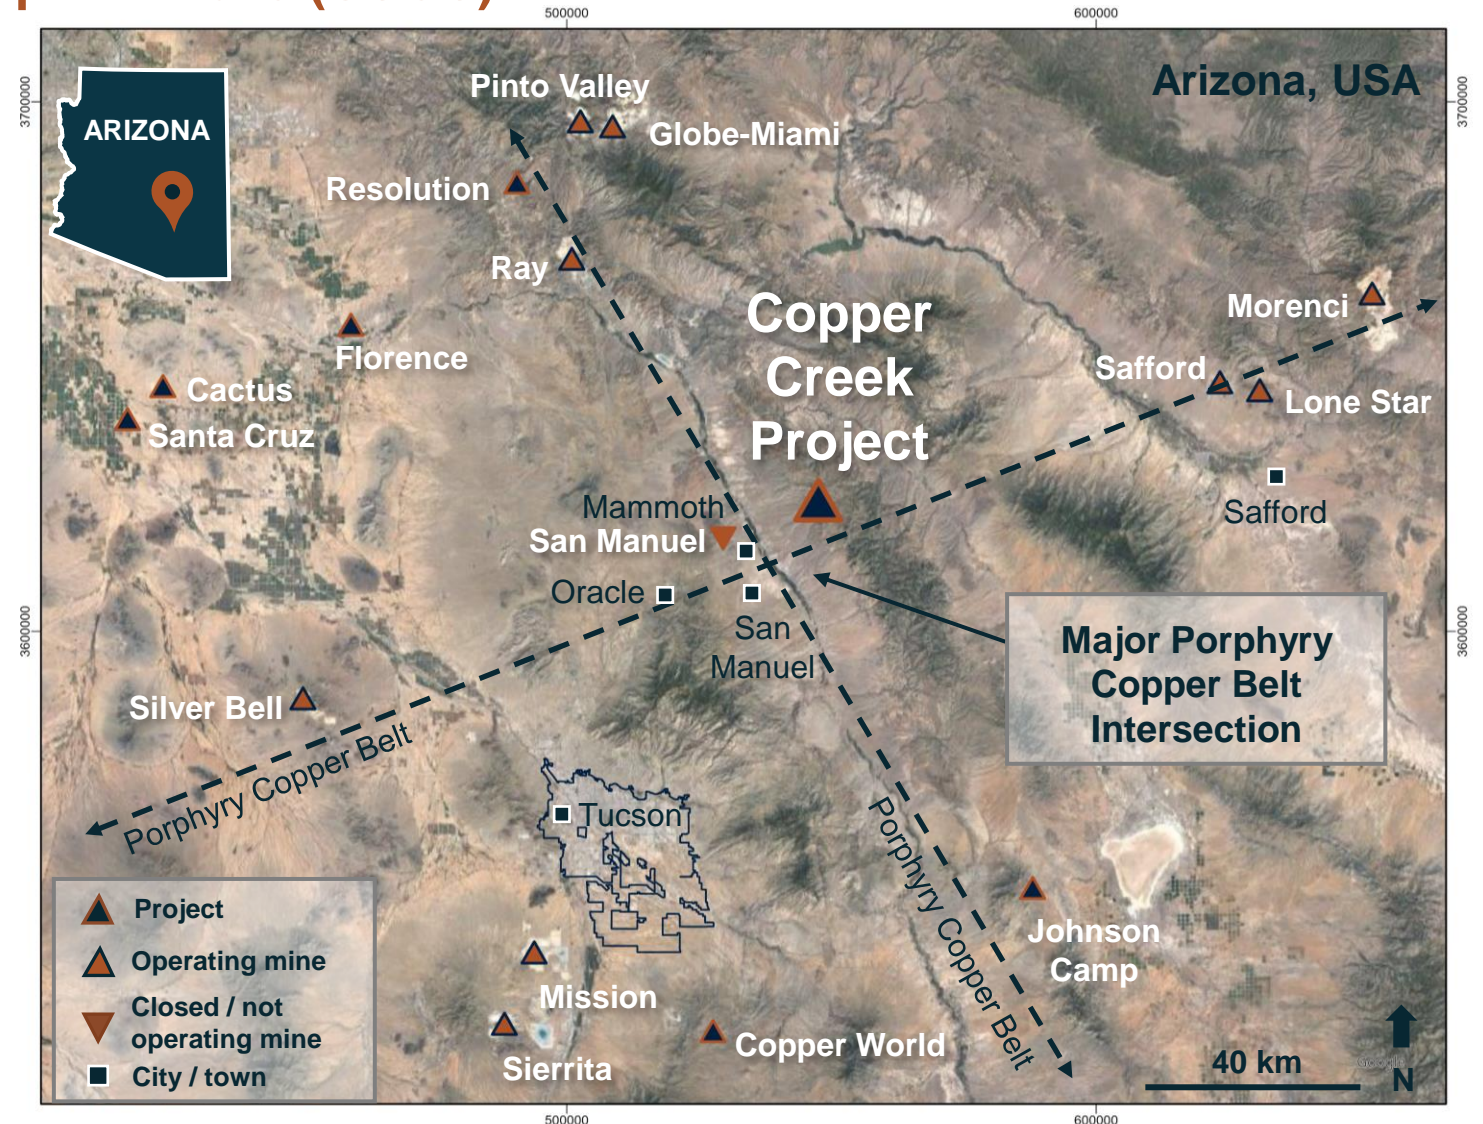 500000
600000
3700000
3700000
Arizona, USA
ARIZONA
Pinto Valley
Globe-Miami
Resolution
Ray
Copper
Creek
Project
Morenci
Florence
Safford
Cactus
Lone Star
Santa Cruz
Mammoth
Safford
San Manuel
Oracle
San
Manuel
3600000
3600000
Major Porphyry
Copper Belt
Intersection
Silver Bell
Porphyry Copper Belt
Tucson
Porphyry Copper Belt
Project
Operating mine
Closed / not
operating mine
City / town
Johnson
Camp
Mission
Copper World
Sierrita
40 km
Google
N
500000
600000